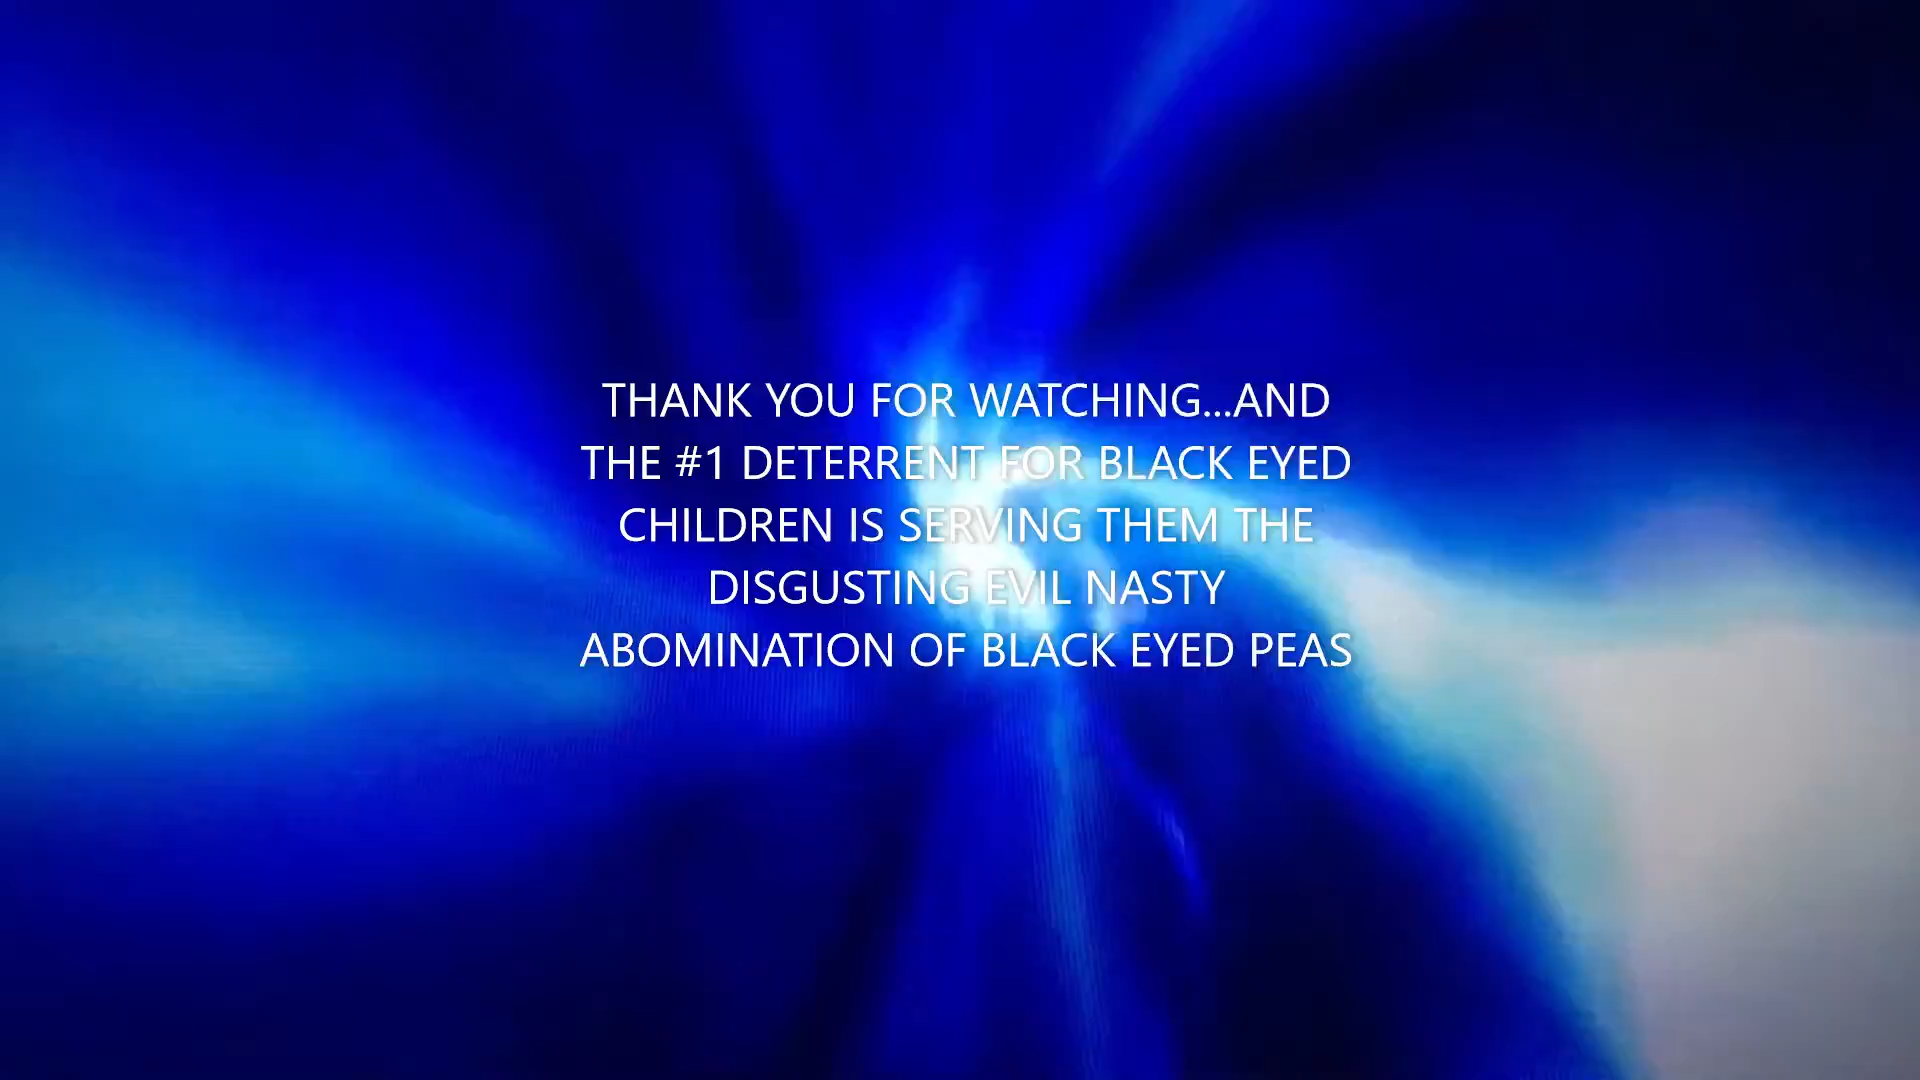 THANK YOU FOR WATCHING...AND
THE #1 DETERRENT FOR BLACK EYED
CHILDREN IS SERVING THEM THE
DISGUSTING EVIL NASTY
ABOMINATION OF BLACK EYED PEAS